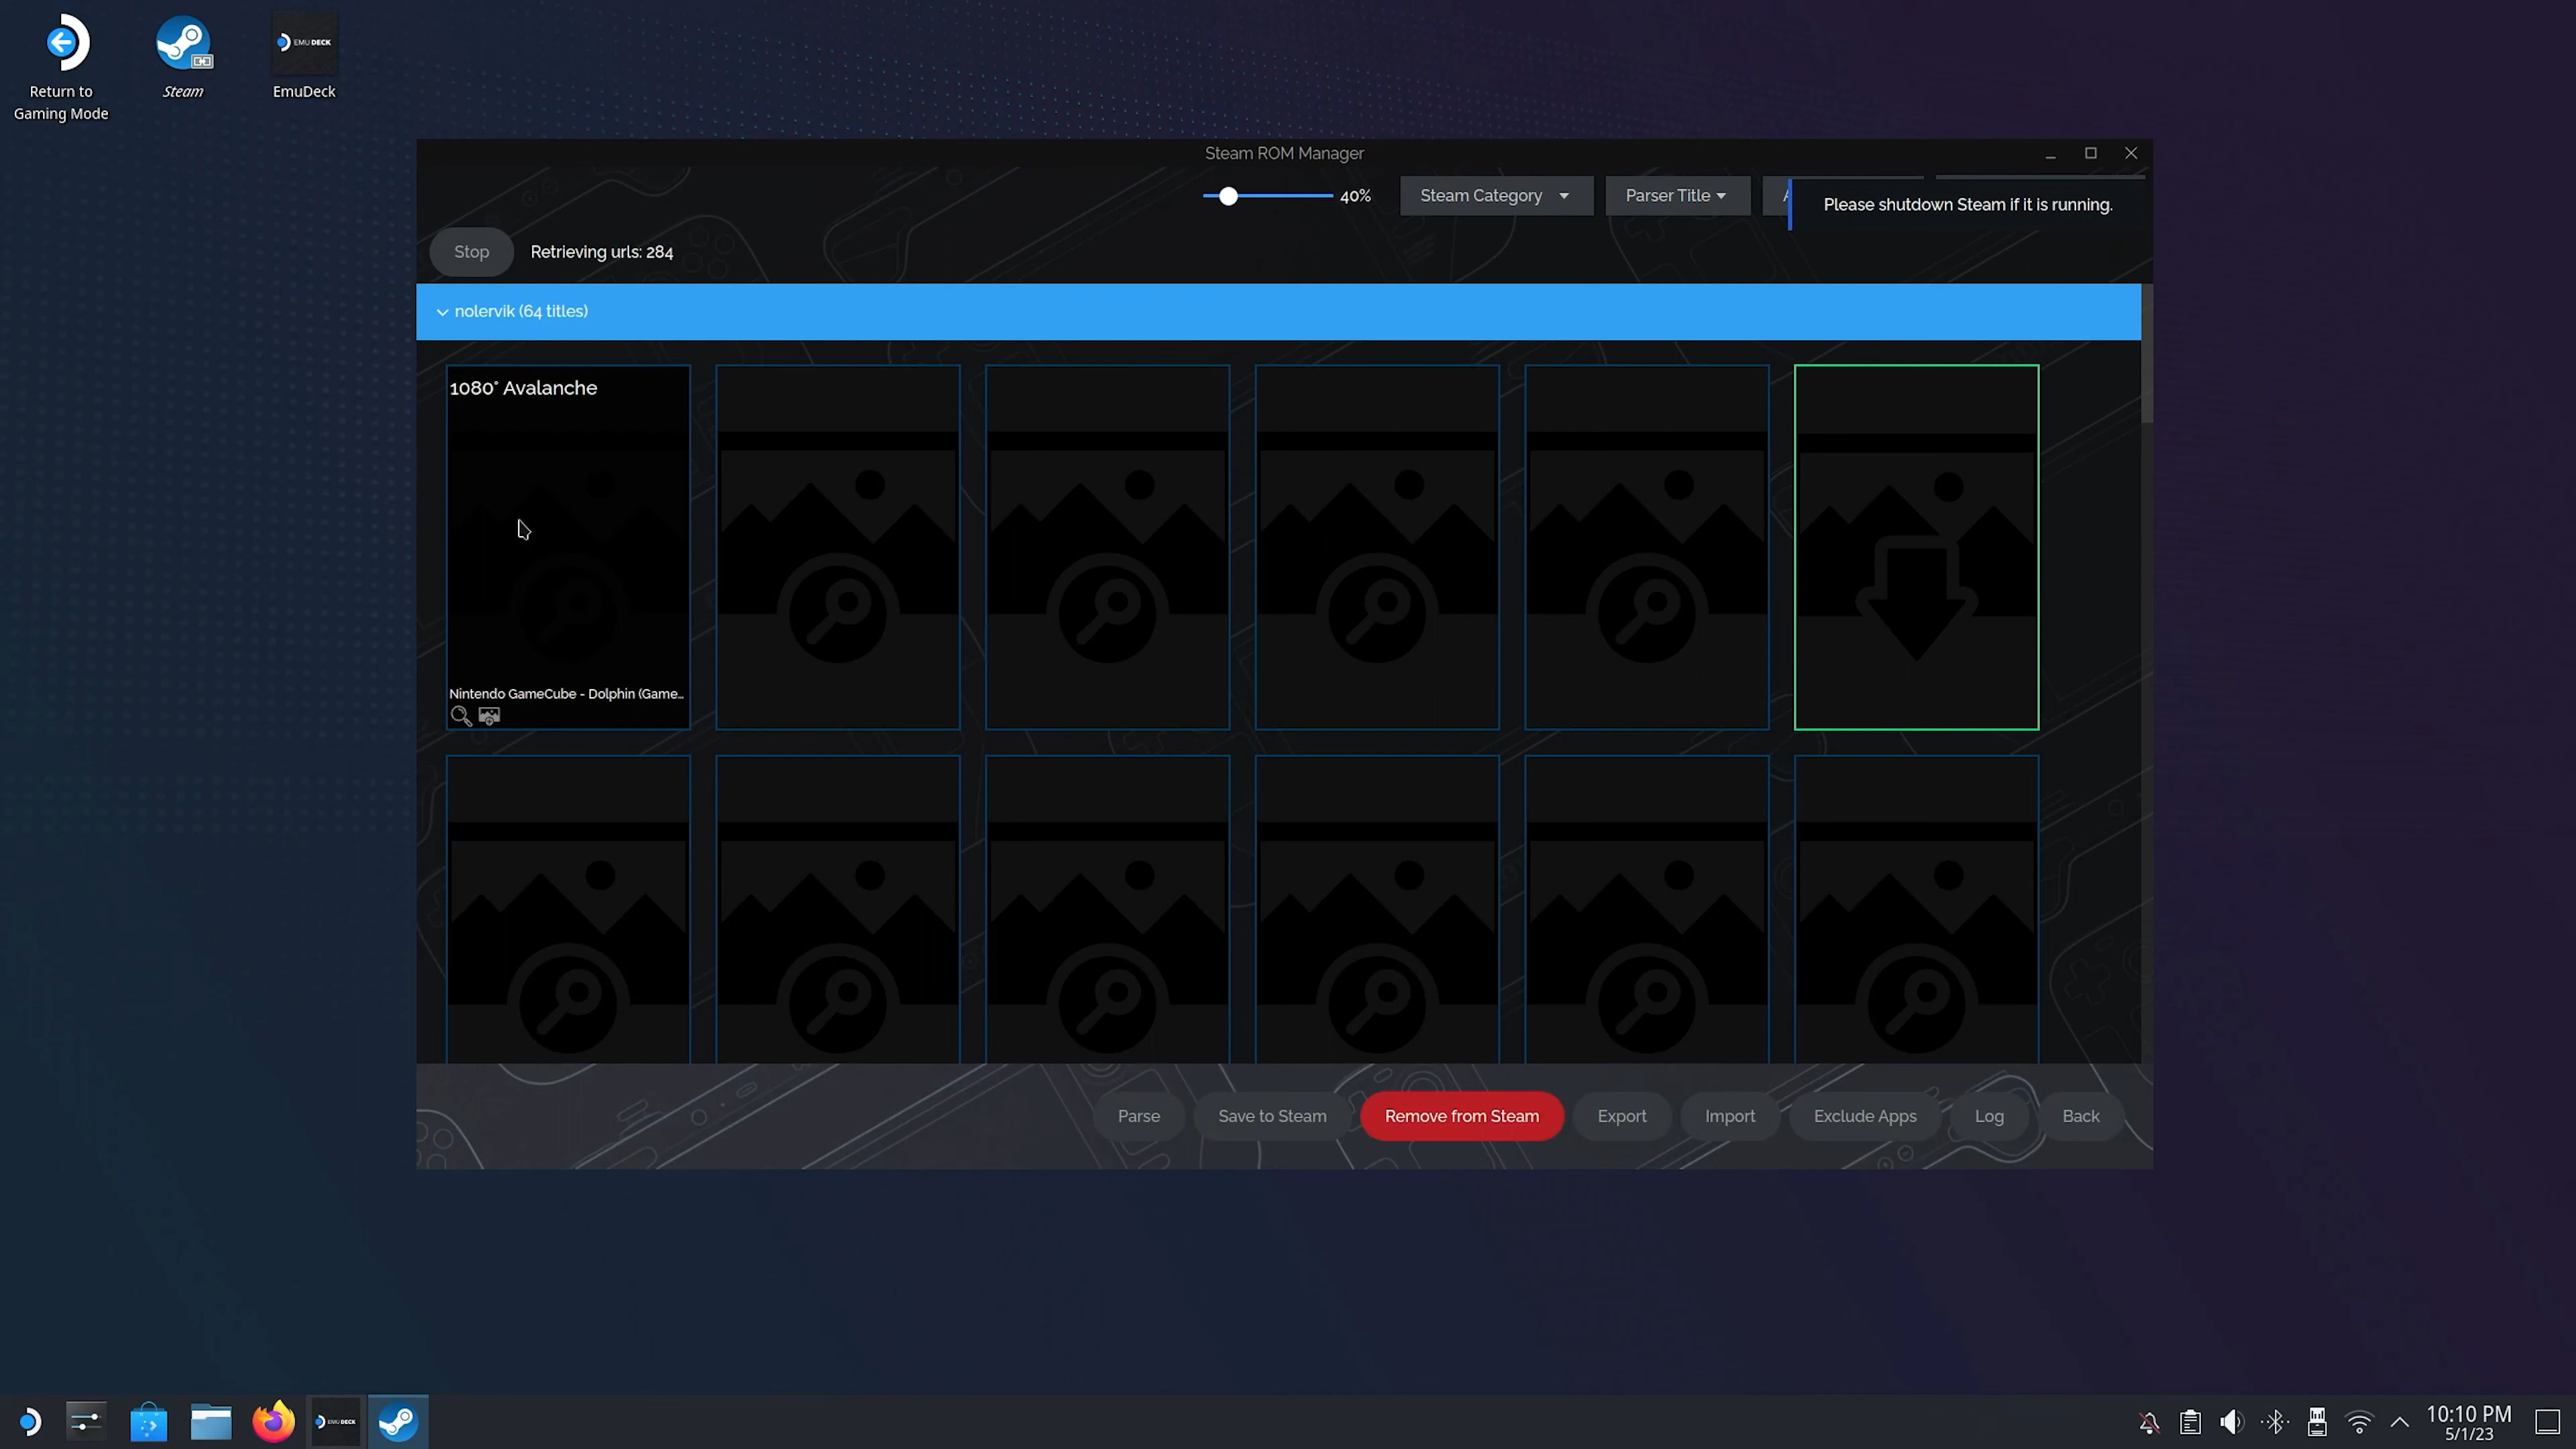 Return to
Gaming Mode
Steam
EMU DECK
EmuDeck
Steam ROM Manager
40%
Steam Category
Parser Title
A
Please shutdown Steam if it is running.
Stop
Retrieving urls: 284
nolervik (64 titles)
1080° Avalanche
Nintendo GameCube - Dolphin (Game...
Parse
Save to Steam
Remove from Steam
Export
Import
Exclude Apps
Log
Back
EMU DECK
10:10 PM
5/1/23